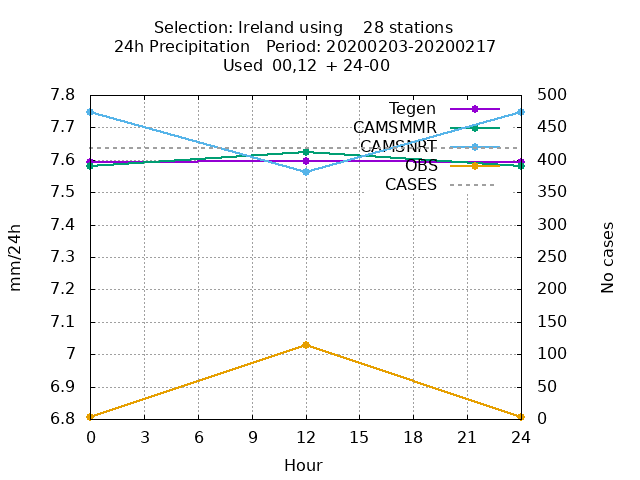 Selection: Ireland using 28 stations
24h Precipitation Period: 20200203-20200217
Used 00,12 + 24-00
7.8
7.7
7.6
7.5
7.4
7.3
7.2
7.1
7
6.9
6.8
mm/24h
Tegen
CAMSMMR
CAMSNRT
OBS
CASES
500
450
400
350
300
250
200
150
100
50
0
No cases
0 3 6 9 12 15 18 21 24
Hour